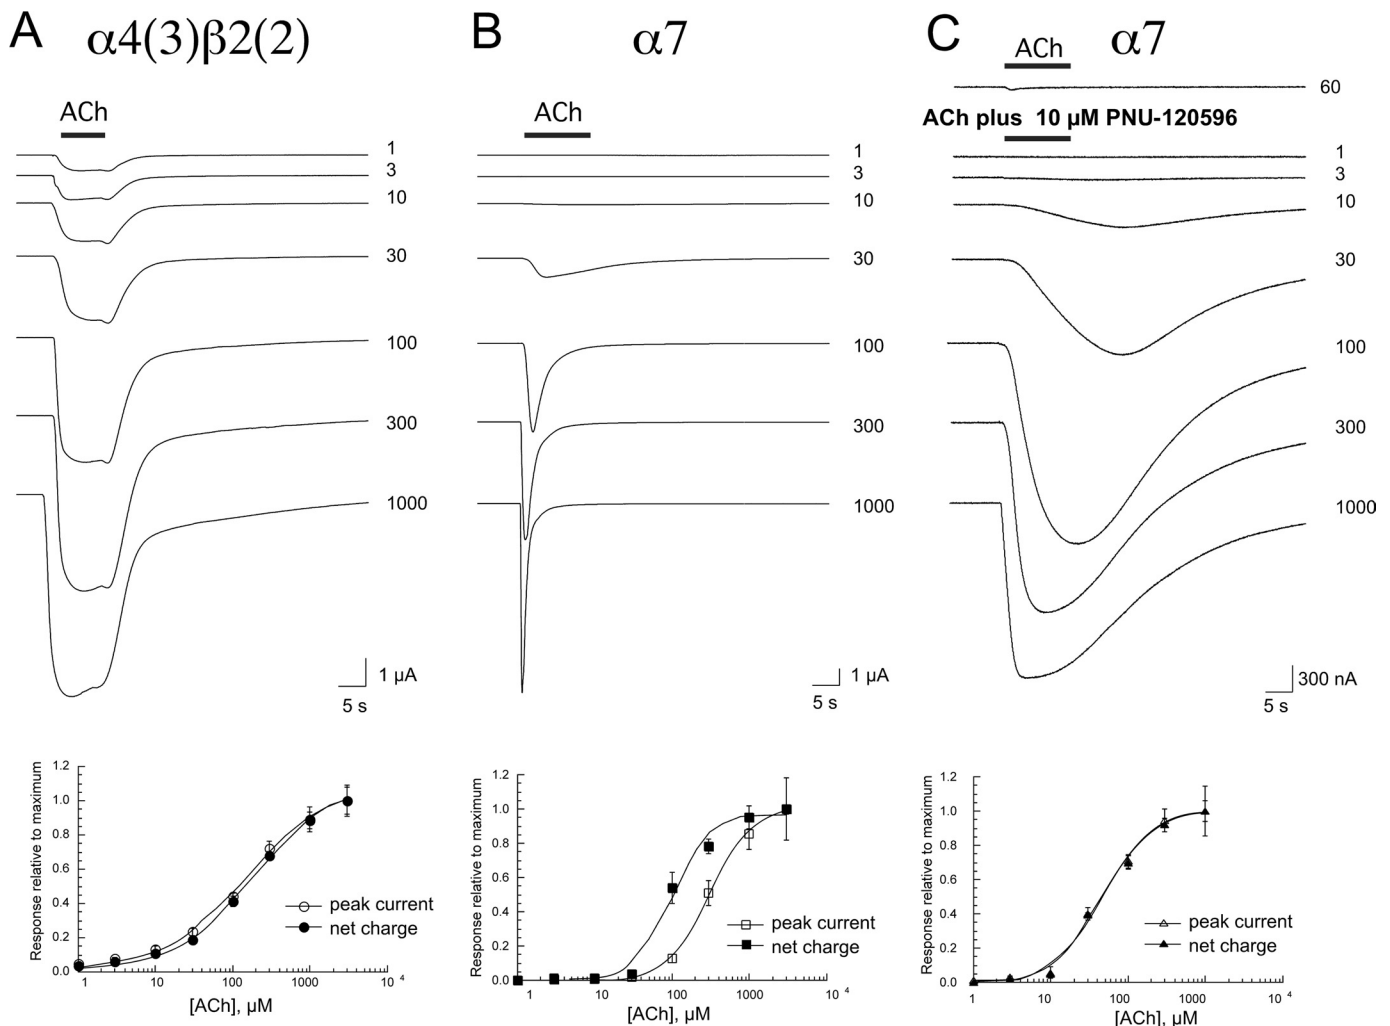 A α4(3)β2(2)
ACh
1
3
10
30
100
300
1000
1 µA
5 s
Response relative to maximum
1.2
1.0
0.8
0.6
0.4
0.2
0.0
peak current
net charge
1 10 100 1000 10 4
[ACh], µM
B α7
ACh
1
3
10
30
100
300
1000
1 µA
5 s
Response relative to maximum
1.2
1.0
0.8
0.6
0.4
0.2
0.0
peak current
net charge
1 10 100 1000 10 4
[ACh], µM
C α7
ACh
60
ACh plus 10 µM PNU-120596
1
3
10
30
100
300
1000
300 nA
5 s
Response relative to maximum
1.2
1.0
0.8
0.6
0.4
0.2
0.0
peak current
net charge
1 10 100 1000 10 4
[ACh], µM